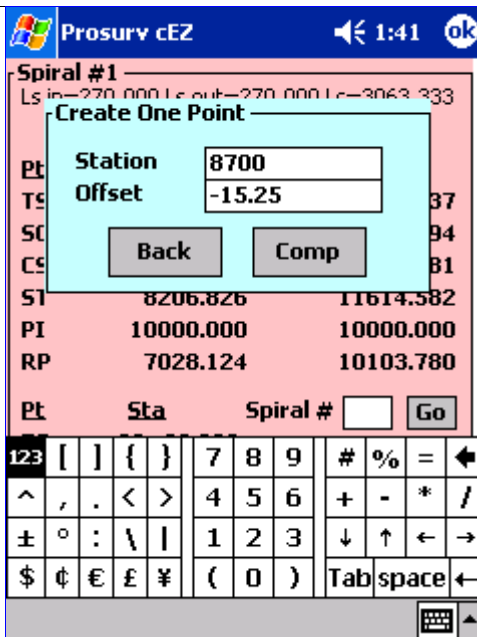 Prosurv cEZ 1:41 ok
Spiral #1
Ls in=270.000 Ls out=270.000 Lc=3063.333
Create One Point
Station 8700
Offset -15.25
Back Comp
Pt
TS 37
SC 94
CS 81
ST 8206.826 11614.582
PI 10000.000 10000.000
RP 7028.124 10103.780
Pt Sta Spiral # Go
123 [ ] { } 7 8 9 # % = 🠈
^ , . < > 4 5 6 + - * /
± ° : \ | 1 2 3 ↓ ↑ ← →
$ ¢ € £ ¥ ( 0 ) Tab space ←